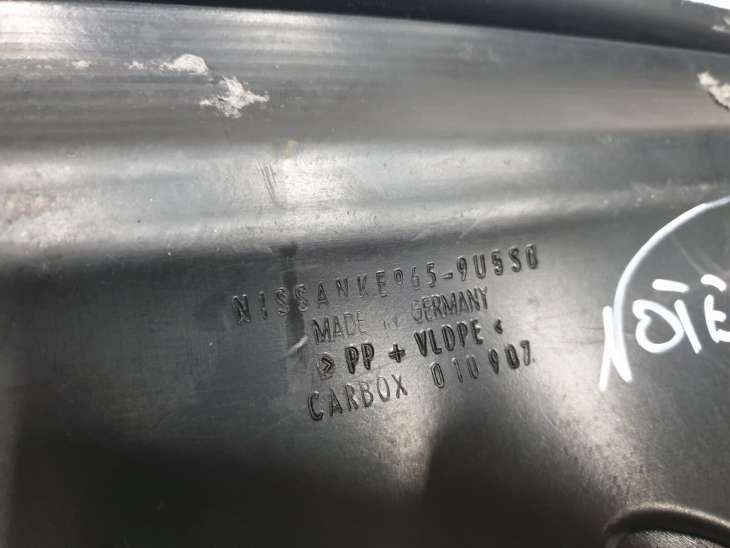 NISSANKE965-9U5S0
MADE in GERMANY
>PP + VLDPE<
CARBOX 010907.
NOTE